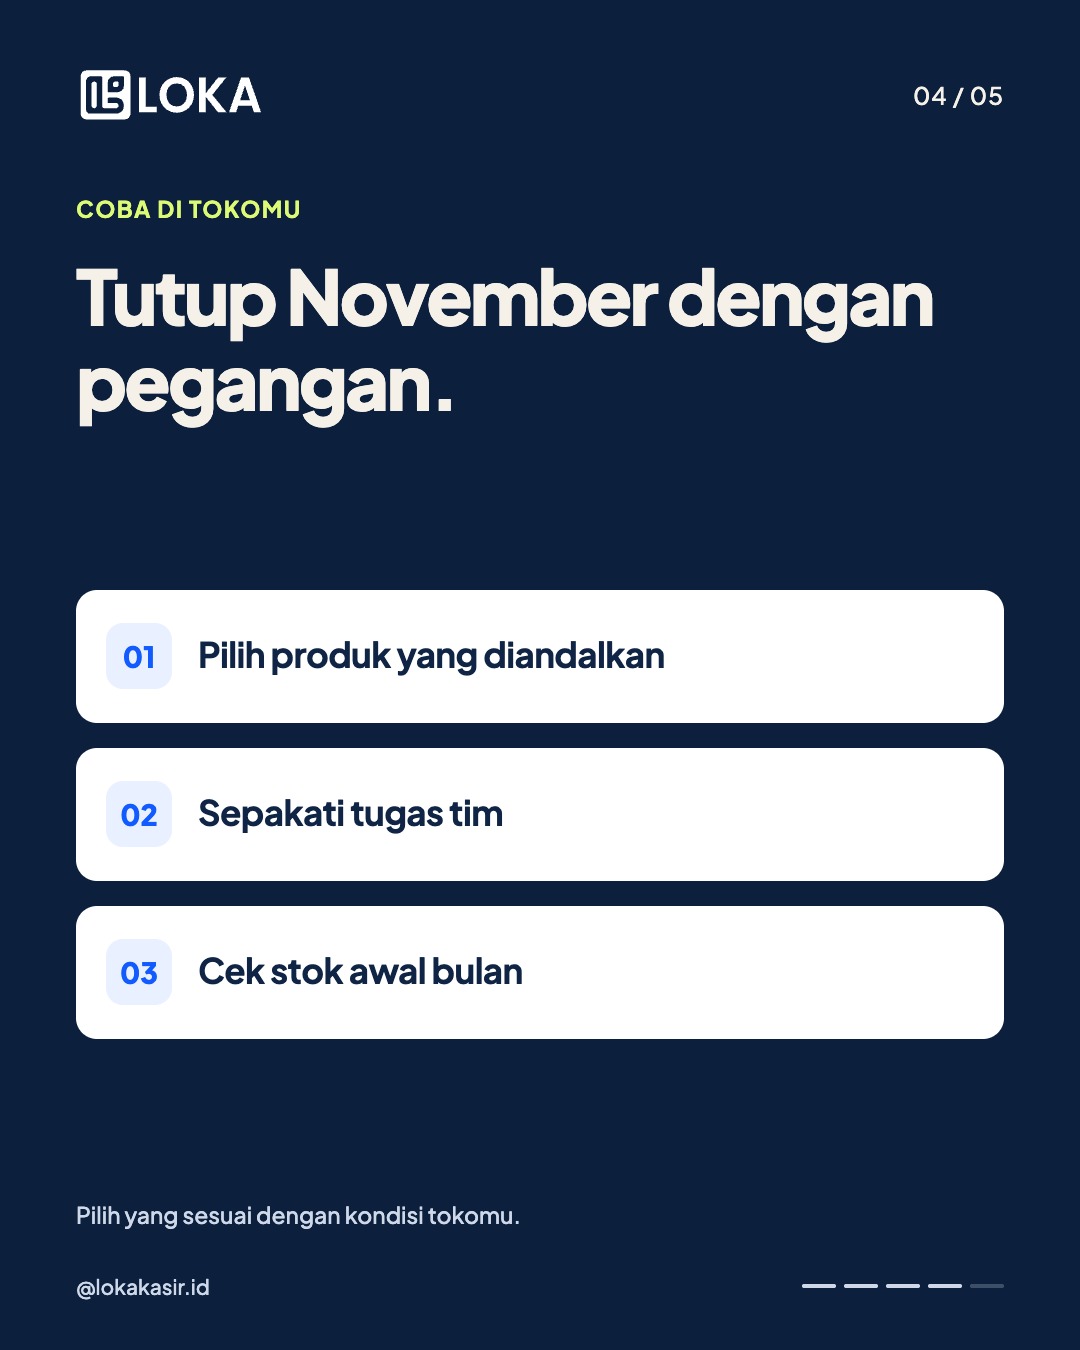 LOKA
04 / 05
COBA DI TOKOMU
Tutup November dengan
pegangan.
01 Pilih produk yang diandalkan
02 Sepakati tugas tim
03 Cek stok awal bulan
Pilih yang sesuai dengan kondisi tokomu.
@lokakasir.id